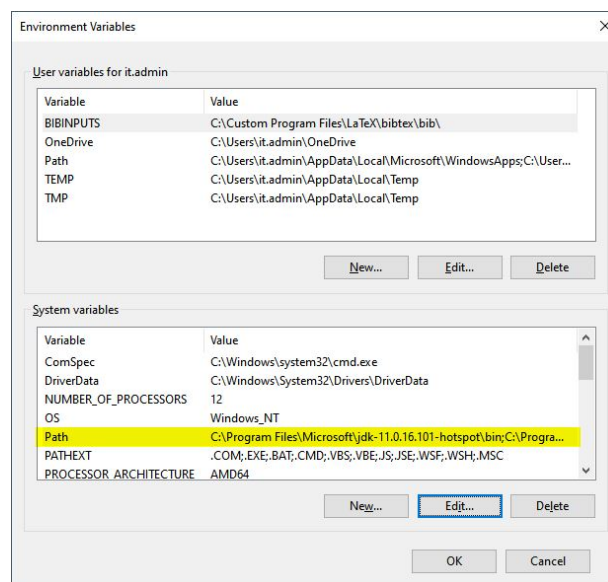 Environment Variables
User variables for it.admin
Variable Value
BIBINPUTS C:\Custom Program Files\LaTeX\bibtex\bib\
OneDrive C:\Users\it.admin\OneDrive
Path C:\Users\it.admin\AppData\Local\Microsoft\WindowsApps;C:\User...
TEMP C:\Users\it.admin\AppData\Local\Temp
TMP C:\Users\it.admin\AppData\Local\Temp
New... Edit... Delete
System variables
Variable Value
ComSpec C:\Windows\system32\cmd.exe
DriverData C:\Windows\System32\Drivers\DriverData
NUMBER_OF_PROCESSORS 12
OS Windows_NT
Path C:\Program Files\Microsoft\jdk-11.0.16.101-hotspot\bin;C:\Progra...
PATHEXT .COM;.EXE;.BAT;.CMD;.VBS;.VBE;.JS;.JSE;.WSF;.WSH;.MSC
PROCESSOR_ARCHITECTURE AMD64
New... Edit... Delete
OK Cancel